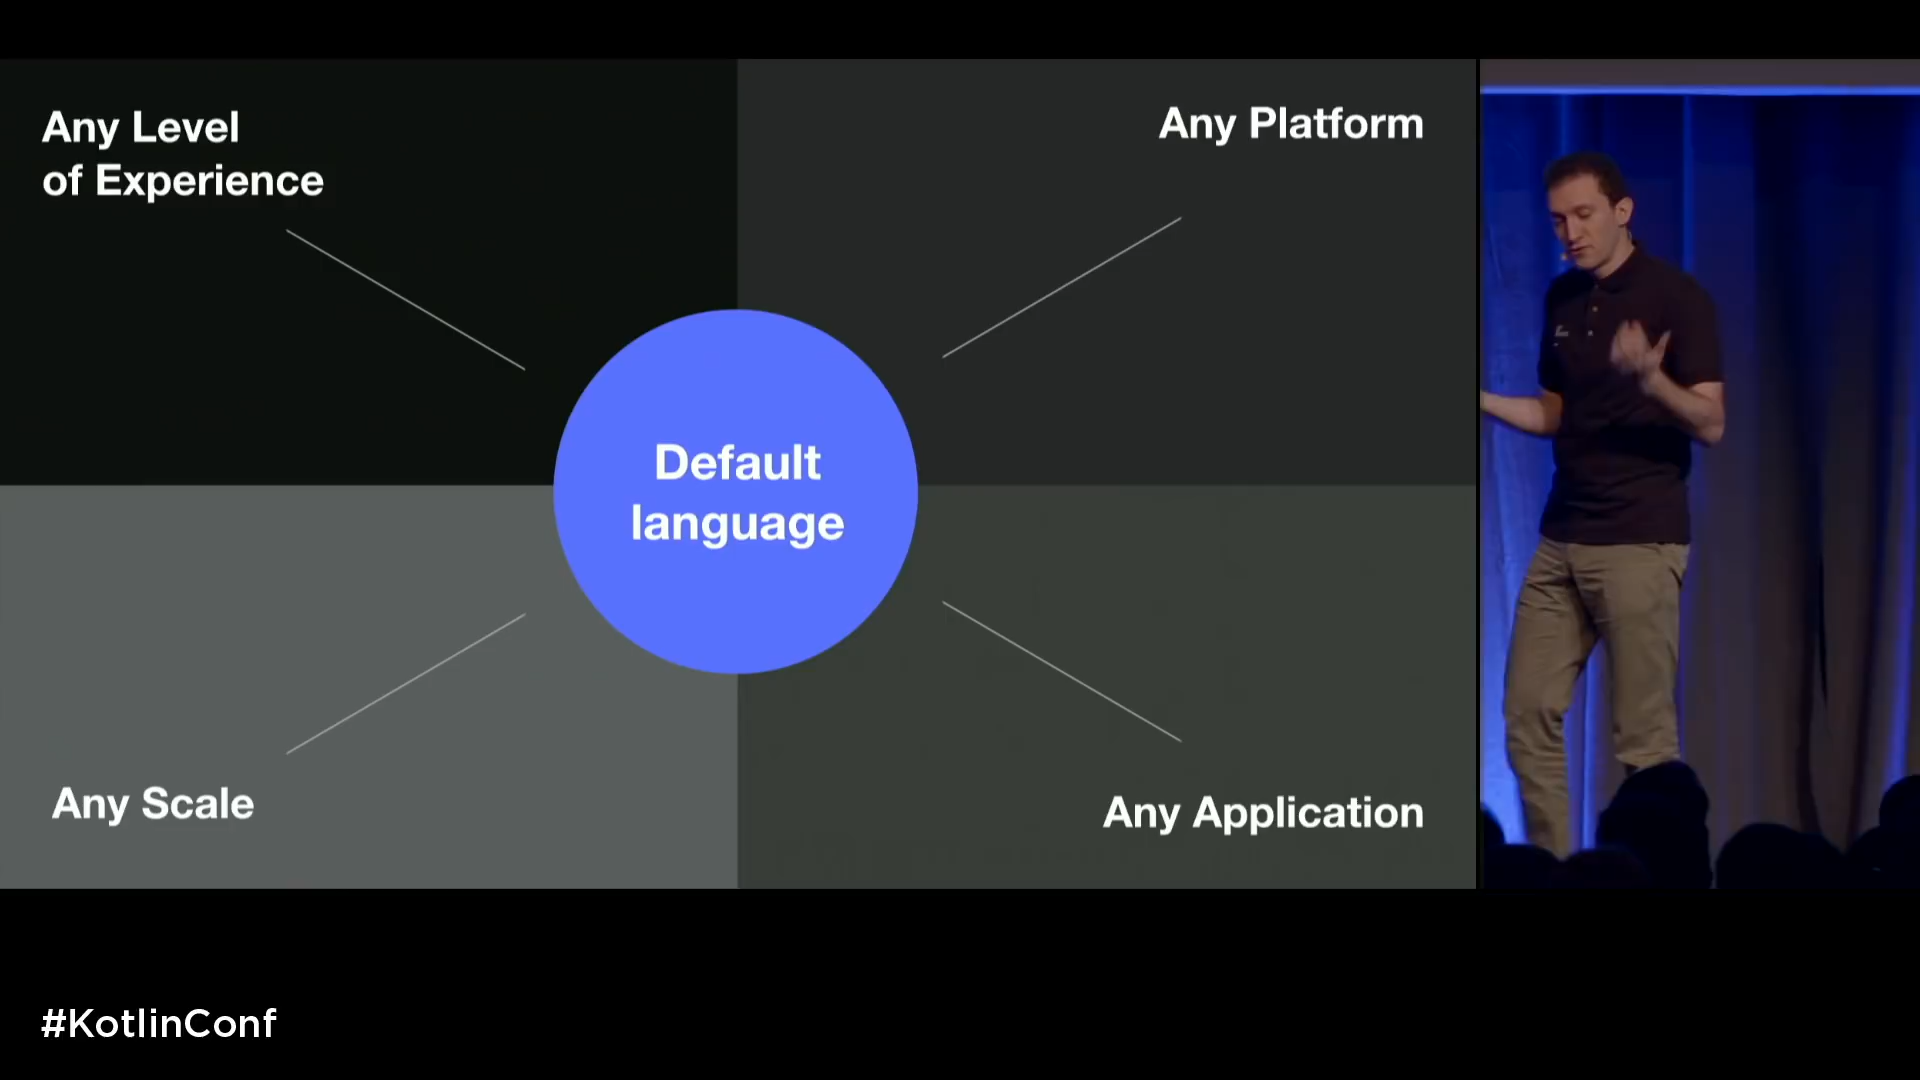 Any Level
of Experience
Any Platform
Default
language
Any Scale
Any Application
#KotlinConf